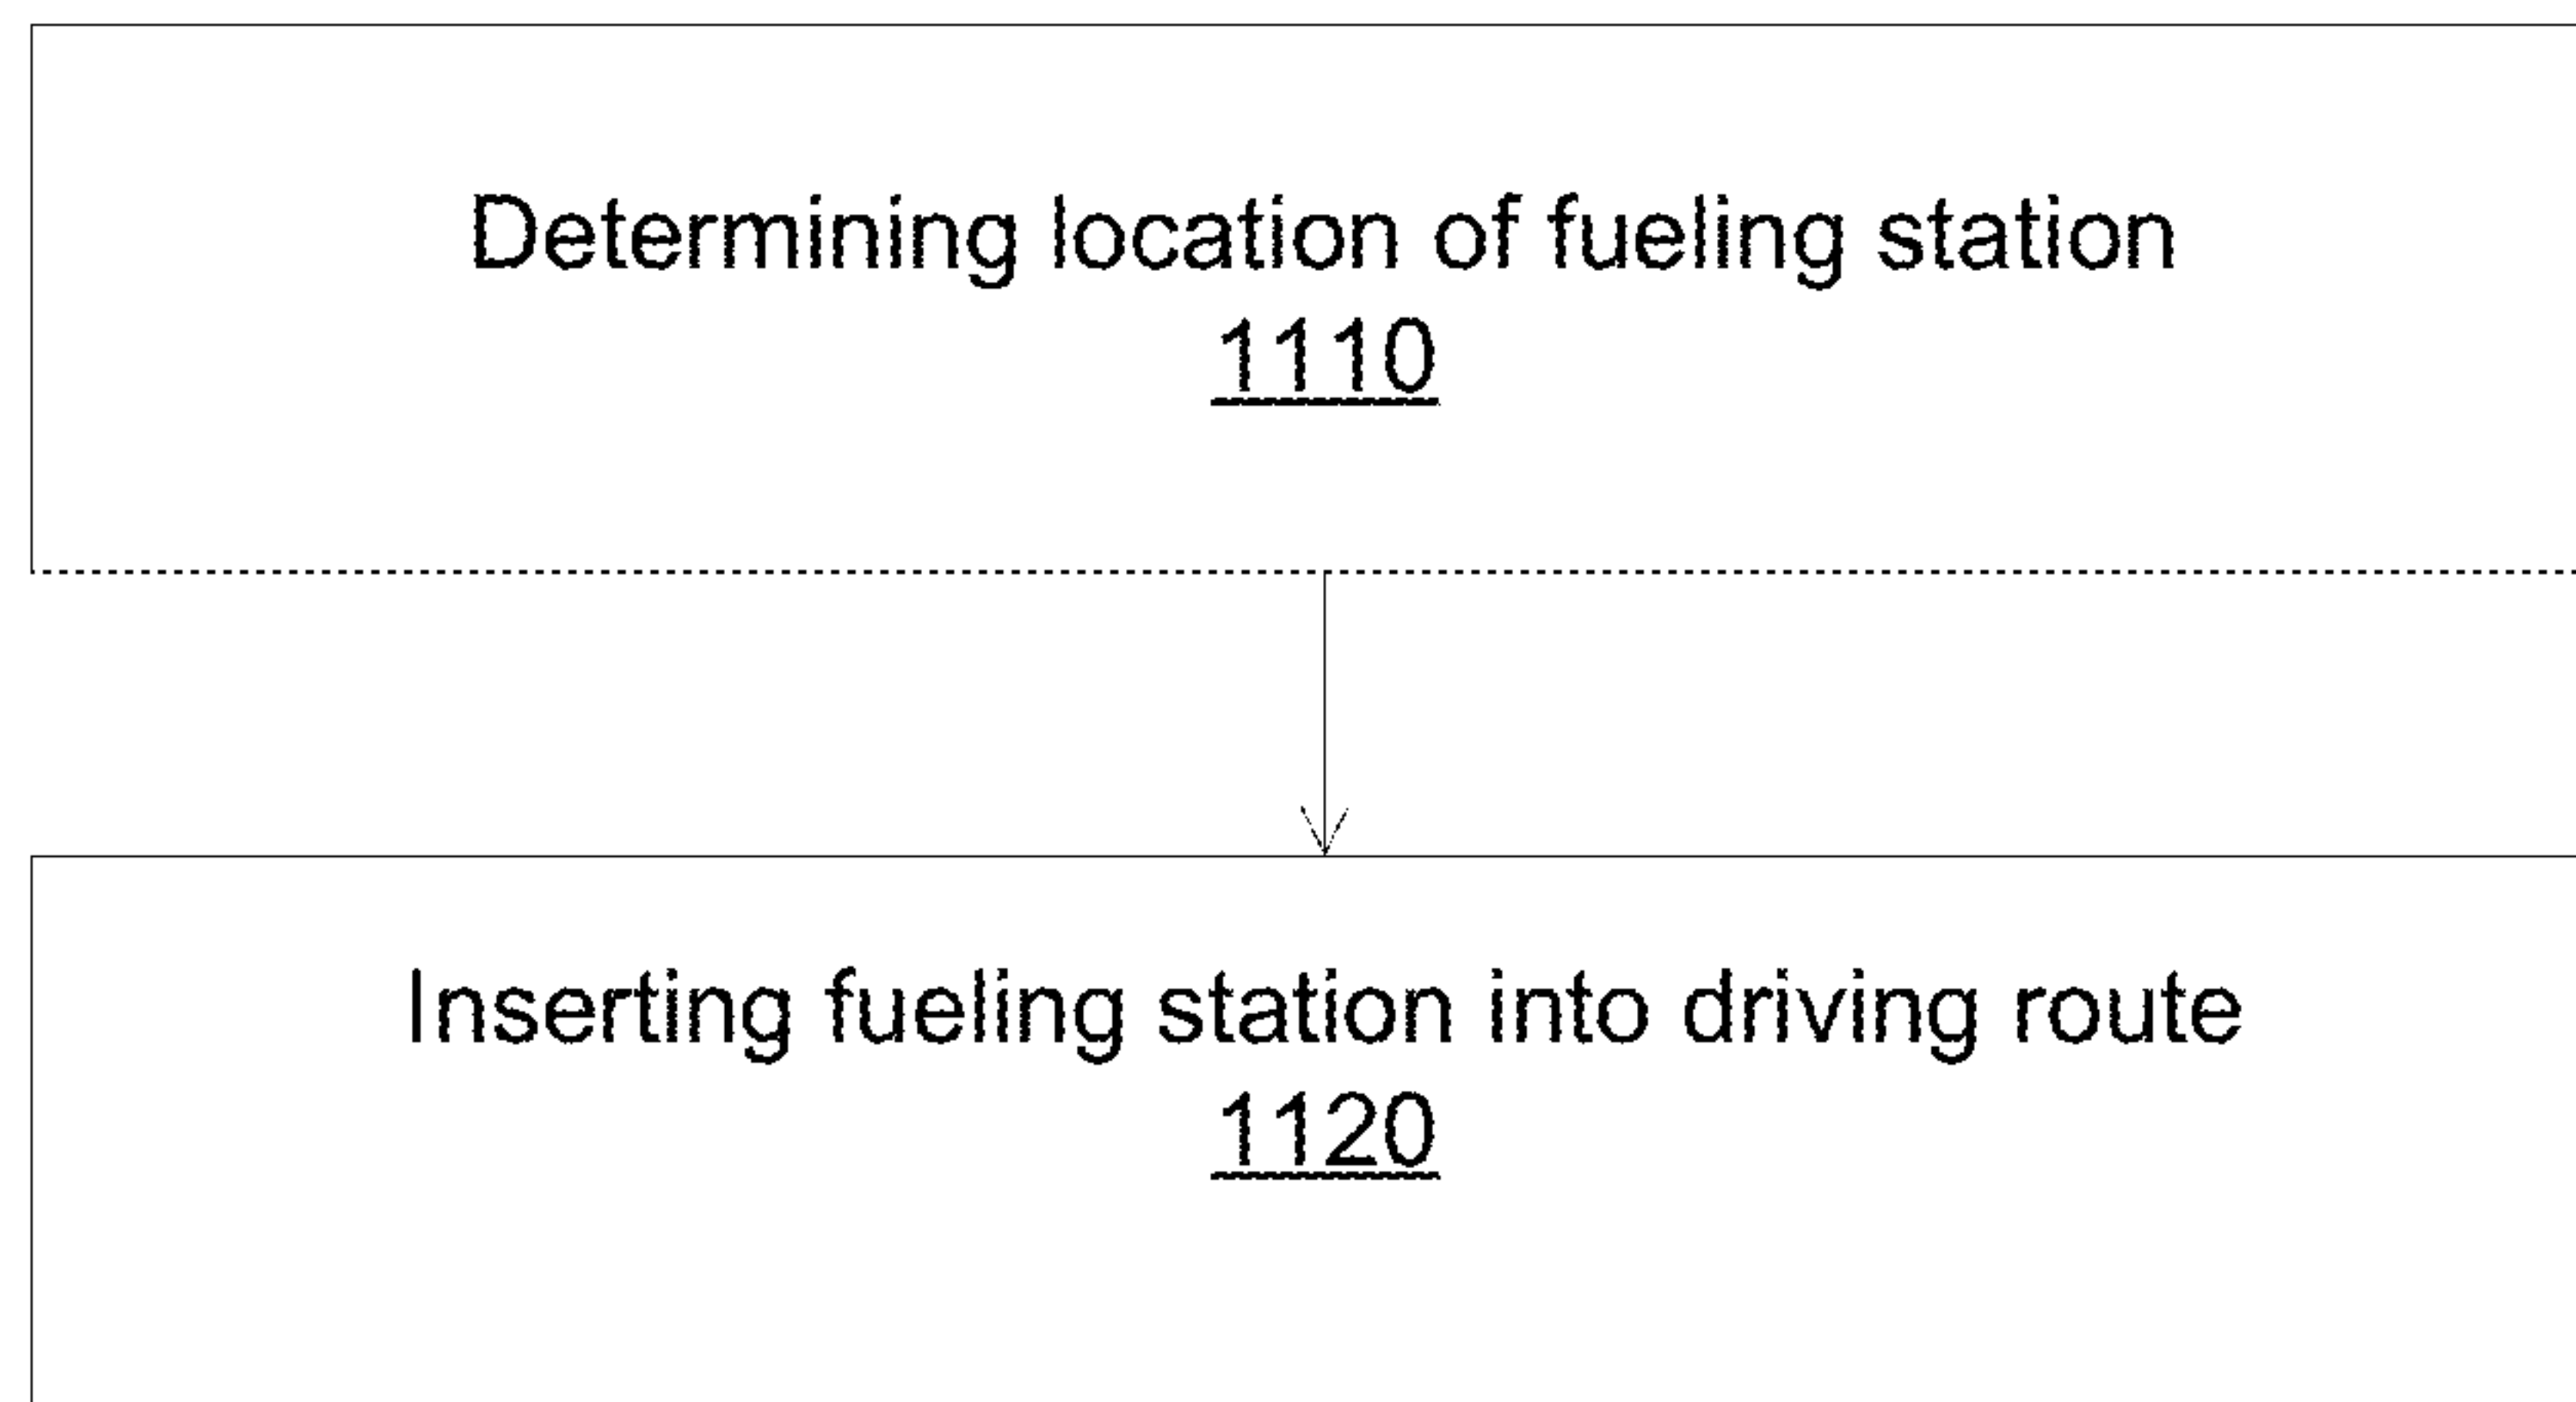 Determining location of fueling station
1110
Inserting fueling station into driving route
1120